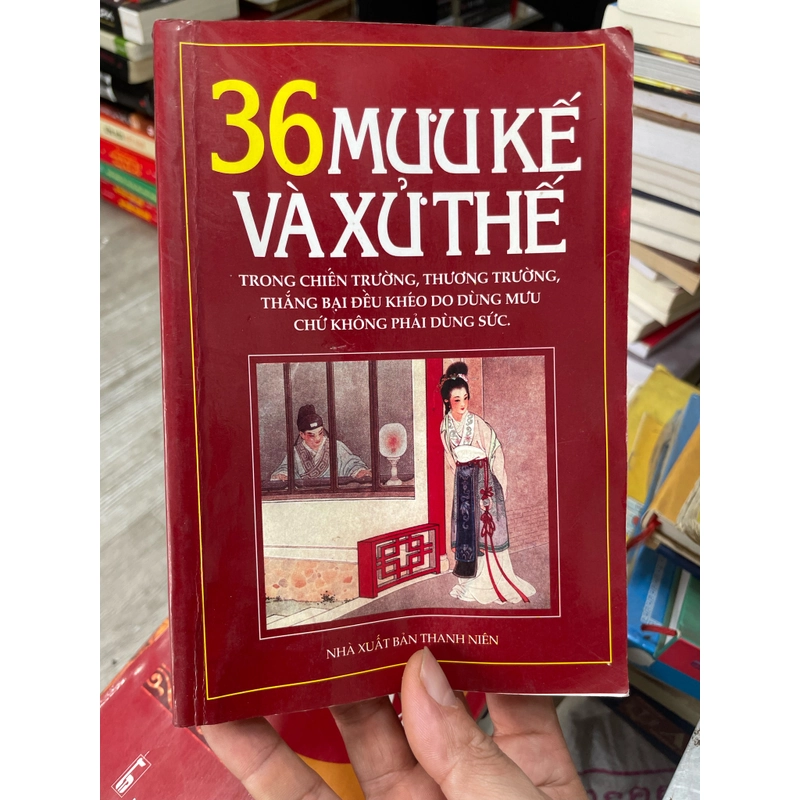 36 MƯU KẾ
VÀ XỬ THẾ
TRONG CHIẾN TRƯỜNG, THƯƠNG TRƯỜNG,
THẮNG BẠI ĐỀU KHÉO DO DÙNG MƯU
CHỨ KHÔNG PHẢI DÙNG SỨC.
NHÀ XUẤT BẢN THANH NIÊN